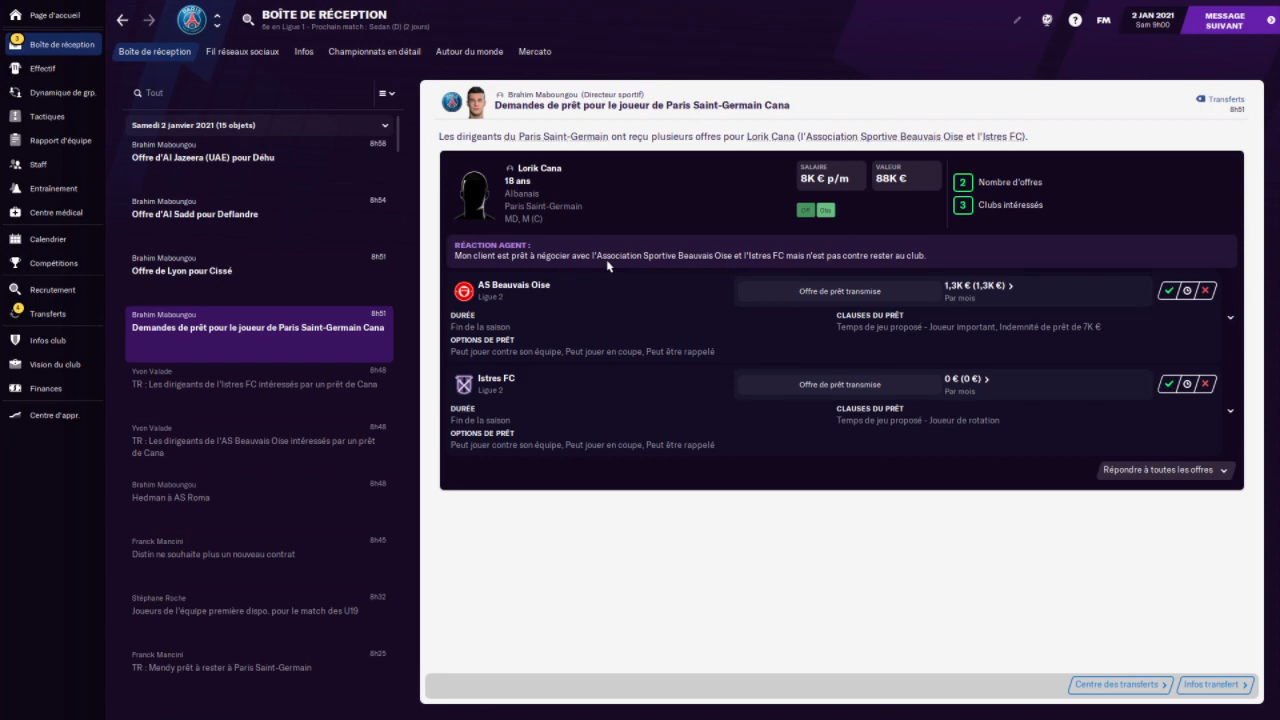 Page d'accueil
3
Boîte de réception
Effectif
Dynamique de grp.
Tactiques
Rapport d'équipe
Staff
Entraînement
Centre médical
Calendrier
Compétitions
Recrutement
4
Transferts
Infos club
Vision du club
Finances
Centre d'appr.
BOÎTE DE RÉCEPTION
6e en Ligue 1 - Prochain match : Sedan (D) (2 jours)
FM
2 JAN 2021
Sam 9h00
MESSAGE SUIVANT
Boîte de réception
Fil réseaux sociaux
Infos
Championnats en détail
Autour du monde
Mercato
Tout
Samedi 2 janvier 2021 (15 objets)
Brahim Maboungou 8h58
Offre d'Al Jazeera (UAE) pour Déhu
Brahim Maboungou 8h54
Offre d'Al Sadd pour Deflandre
Brahim Maboungou 8h51
Offre de Lyon pour Cissé
Brahim Maboungou 8h51
Demandes de prêt pour le joueur de Paris Saint-Germain Cana
Yvon Valade 8h48
TR : Les dirigeants de l'Istres FC intéressés par un prêt de Cana
Yvon Valade 8h48
TR : Les dirigeants de l'AS Beauvais Oise intéressés par un prêt
de Cana
Brahim Maboungou 8h48
Hedman à AS Roma
Franck Mancini 8h45
Distin ne souhaite plus un nouveau contrat
Stéphane Roche 8h32
Joueurs de l'équipe première dispo. pour le match des U19
Franck Mancini 8h25
TR : Mendy prêt à rester à Paris Saint-Germain
Brahim Maboungou (Directeur sportif)
Demandes de prêt pour le joueur de Paris Saint-Germain Cana
Transferts
8h51
Les dirigeants du Paris Saint-Germain ont reçu plusieurs offres pour Lorik Cana (l'Association Sportive Beauvais Oise et l'Istres FC).
Lorik Cana
18 ans
Albanais
Paris Saint-Germain
MD, M (C)
SALAIRE
8K € p/m
VALEUR
88K €
Off Obs
2 Nombre d'offres
3 Clubs intéressés
RÉACTION AGENT :
Mon client est prêt à négocier avec l'Association Sportive Beauvais Oise et l'Istres FC mais n'est pas contre rester au club.
AS Beauvais Oise
Ligue 2
Offre de prêt transmise
1,3K € (1,3K €)
Par mois
DURÉE
Fin de la saison
OPTIONS DE PRÊT
Peut jouer contre son équipe, Peut jouer en coupe, Peut être rappelé
CLAUSES DU PRÊT
Temps de jeu proposé - Joueur important, Indemnité de prêt de 7K €
Istres FC
Ligue 2
Offre de prêt transmise
0 € (0 €)
Par mois
DURÉE
Fin de la saison
OPTIONS DE PRÊT
Peut jouer contre son équipe, Peut jouer en coupe, Peut être rappelé
CLAUSES DU PRÊT
Temps de jeu proposé - Joueur de rotation
Répondre à toutes les offres
Centre des transferts
Infos transfert